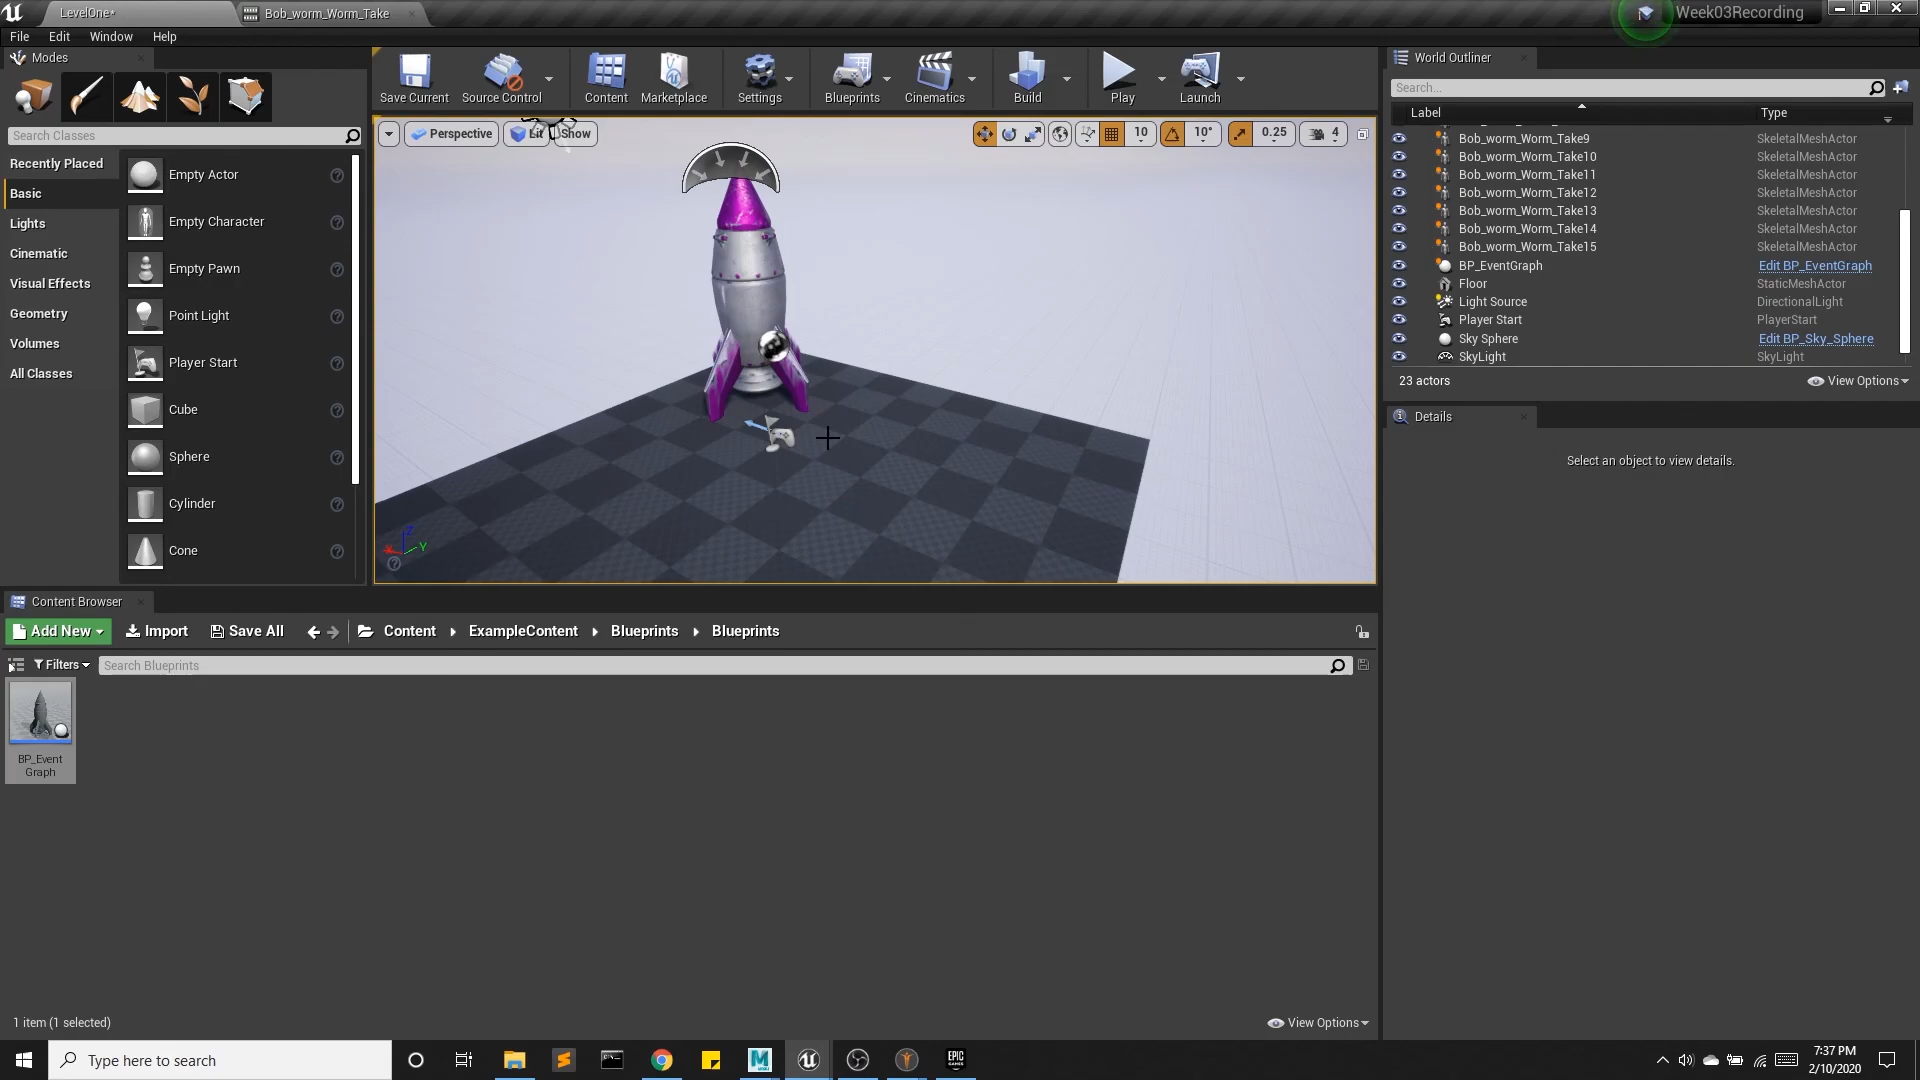 LevelOne*
Bob_worm_Worm_Take
Week03Recording
File Edit Window Help
Modes
Search Classes
Recently Placed
Basic
Lights
Cinematic
Visual Effects
Geometry
Volumes
All Classes
Empty Actor
Empty Character
Empty Pawn
Point Light
Player Start
Cube
Sphere
Cylinder
Cone
Save Current
Source Control
Content
Marketplace
Settings
Blueprints
Cinematics
Build
Play
Launch
Perspective
Lit
Show
10
10°
0.25
4
X
Y
Z
World Outliner
Search...
Label Type
Bob_worm_Worm_Take9 SkeletalMeshActor
Bob_worm_Worm_Take10 SkeletalMeshActor
Bob_worm_Worm_Take11 SkeletalMeshActor
Bob_worm_Worm_Take12 SkeletalMeshActor
Bob_worm_Worm_Take13 SkeletalMeshActor
Bob_worm_Worm_Take14 SkeletalMeshActor
Bob_worm_Worm_Take15 SkeletalMeshActor
BP_EventGraph Edit BP_EventGraph
Floor StaticMeshActor
Light Source DirectionalLight
Player Start PlayerStart
Sky Sphere Edit BP_Sky_Sphere
SkyLight SkyLight
23 actors
View Options
Details
Select an object to view details.
Content Browser
Add New
Import
Save All
Content
ExampleContent
Blueprints
Blueprints
Filters
Search Blueprints
BP_Event
Graph
1 item (1 selected)
View Options
Type here to search
EPIC
GAMES
7:37 PM
2/10/2020